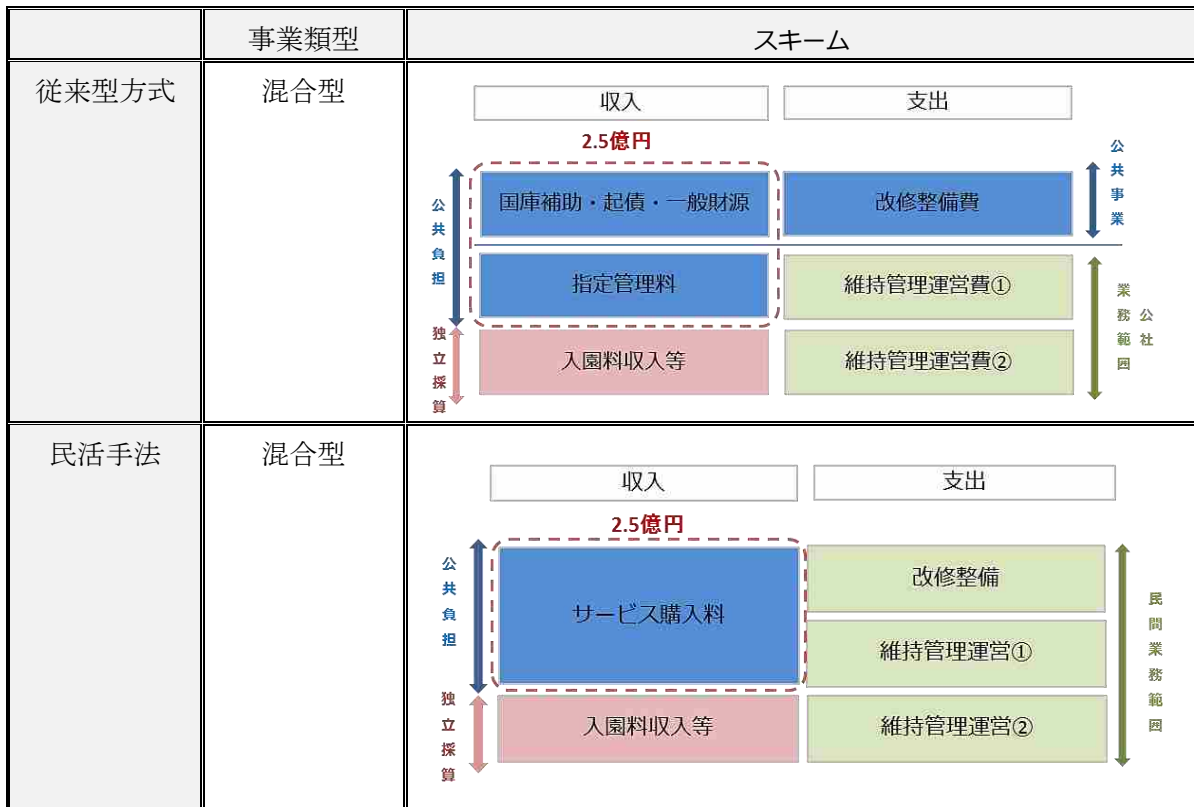 事業類型
スキーム
従来型方式
混合型
収入
支出
2.5億円
公共負担
国庫補助・起債・一般財源
改修整備費
公共事業
指定管理料
維持管理運営費①
業務範囲
公社
独立採算
入園料収入等
維持管理運営費②
民活手法
混合型
収入
支出
2.5億円
公共負担
サービス購入料
改修整備
維持管理運営①
民間業務範囲
独立採算
入園料収入等
維持管理運営②